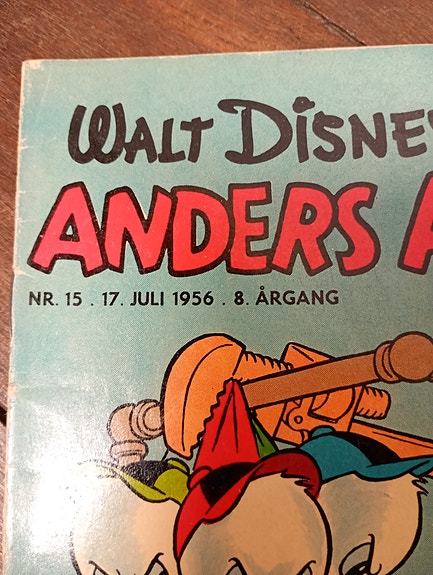 WALT DISNE
ANDERS A
NR. 15 . 17. JULI 1956 . 8. ÅRGANG